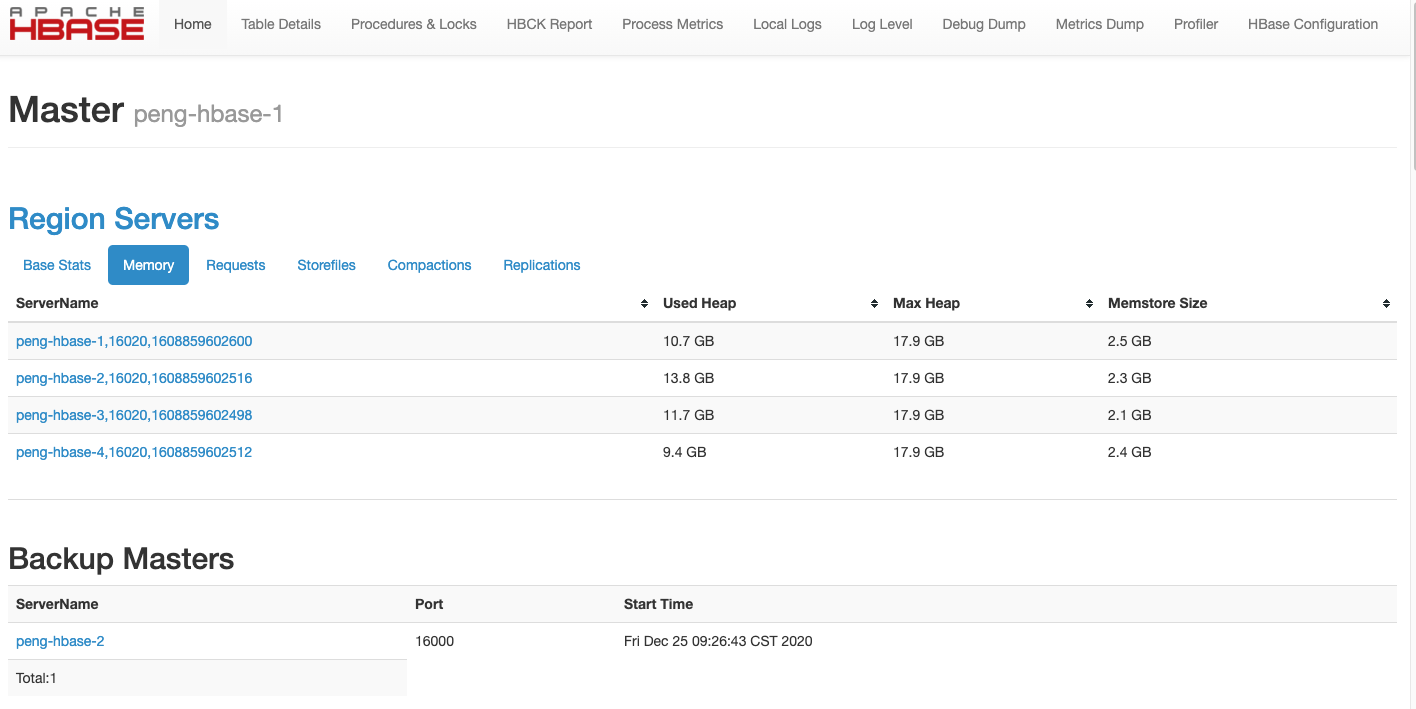 APACHE
HBASE
Home Table Details Procedures & Locks HBCK Report Process Metrics Local Logs Log Level Debug Dump Metrics Dump Profiler HBase Configuration
Master peng-hbase-1
Region Servers
Base Stats Memory Requests Storefiles Compactions Replications
ServerName Used Heap Max Heap Memstore Size
peng-hbase-1,16020,1608859602600 10.7 GB 17.9 GB 2.5 GB
peng-hbase-2,16020,1608859602516 13.8 GB 17.9 GB 2.3 GB
peng-hbase-3,16020,1608859602498 11.7 GB 17.9 GB 2.1 GB
peng-hbase-4,16020,1608859602512 9.4 GB 17.9 GB 2.4 GB
Backup Masters
ServerName Port Start Time
peng-hbase-2 16000 Fri Dec 25 09:26:43 CST 2020
Total:1